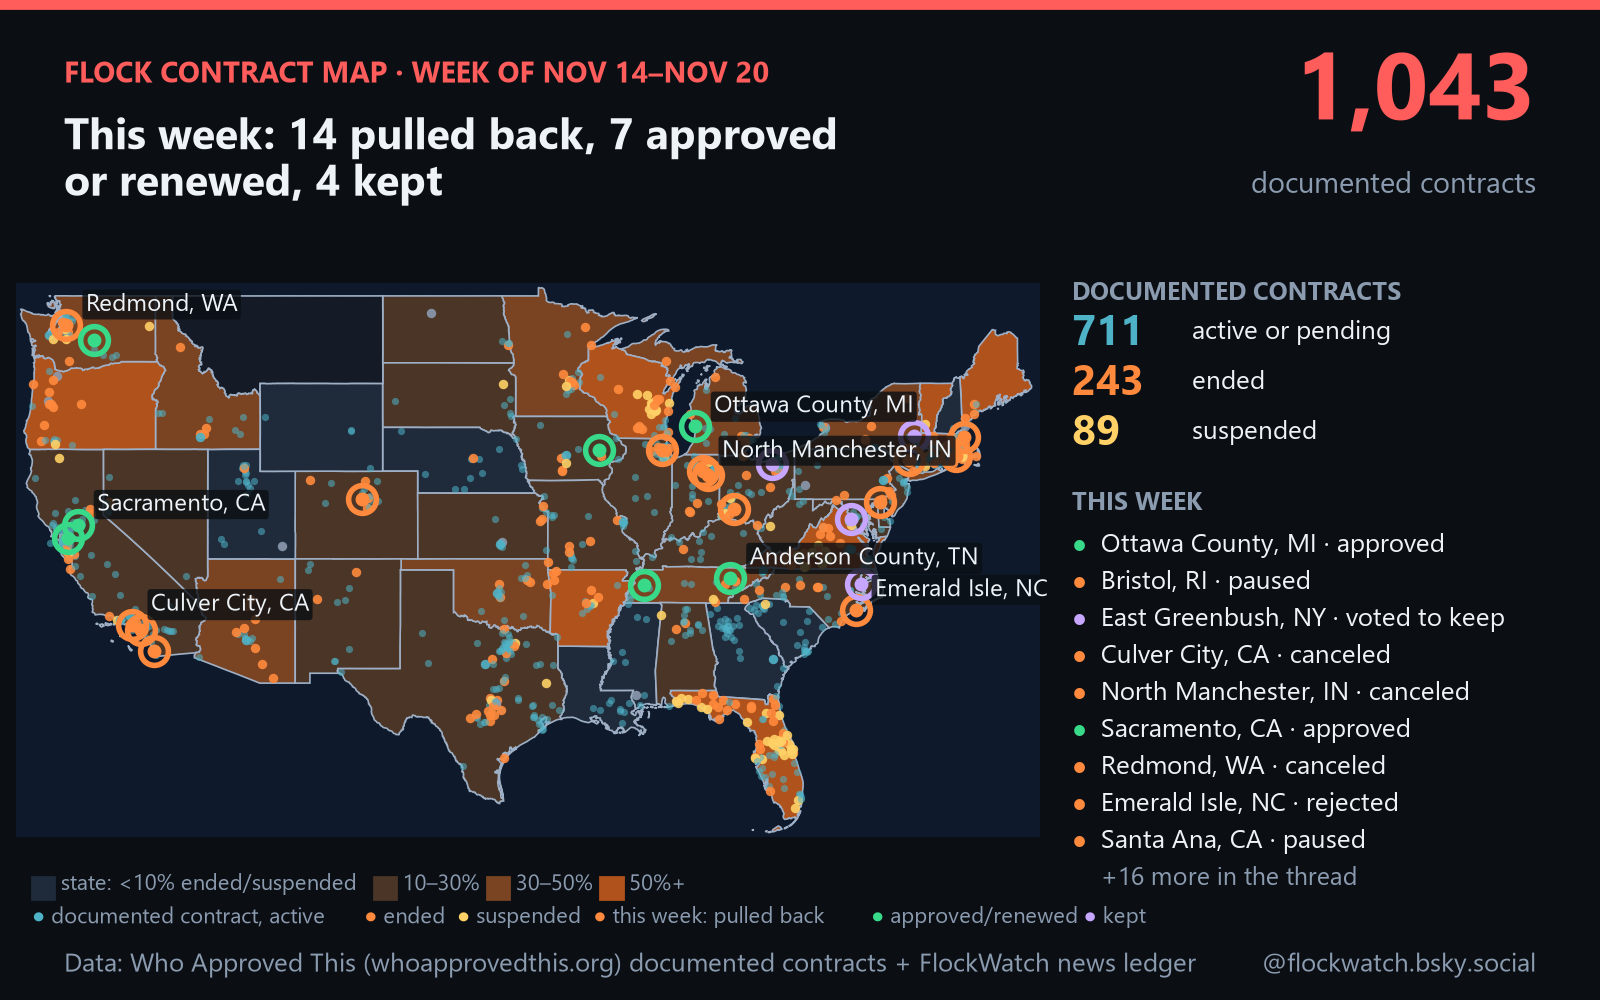 FLOCK CONTRACT MAP · WEEK OF NOV 14–NOV 20
1,043
documented contracts
This week: 14 pulled back, 7 approved
or renewed, 4 kept
Redmond, WA
Ottawa County, MI
North Manchester, IN
Sacramento, CA
Anderson County, TN
Emerald Isle, NC
Culver City, CA
DOCUMENTED CONTRACTS
711 active or pending
243 ended
89 suspended
THIS WEEK
Ottawa County, MI · approved
Bristol, RI · paused
East Greenbush, NY · voted to keep
Culver City, CA · canceled
North Manchester, IN · canceled
Sacramento, CA · approved
Redmond, WA · canceled
Emerald Isle, NC · rejected
Santa Ana, CA · paused
+16 more in the thread
state: <10% ended/suspended 10–30% 30–50% 50%+
documented contract, active ended suspended this week: pulled back approved/renewed kept
Data: Who Approved This (whoapprovedthis.org) documented contracts + FlockWatch news ledger
@flockwatch.bsky.social